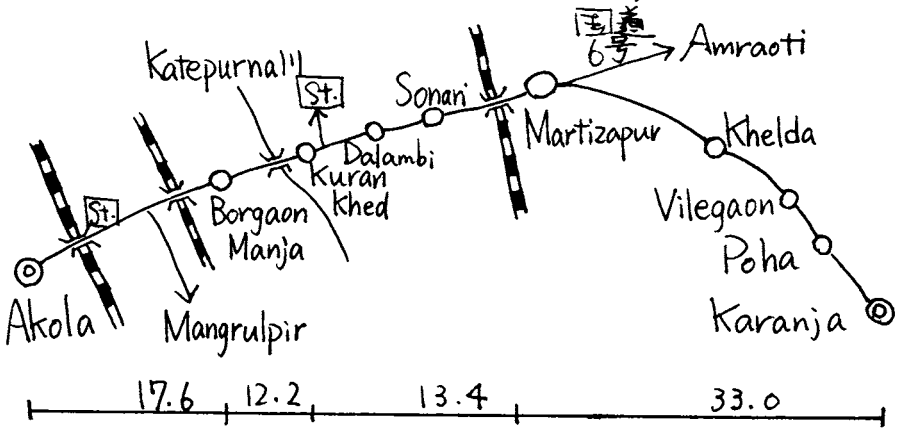 国道
6号
Amraoti
Katepurna川
St.
Sonari
Martizapur
Khelda
Dalambi
Kuran
Khed
St.
Borgaon
Manja
Vilegaon
Poha
Akola
Mangrulpir
Karanja
17.6
12.2
13.4
33.0